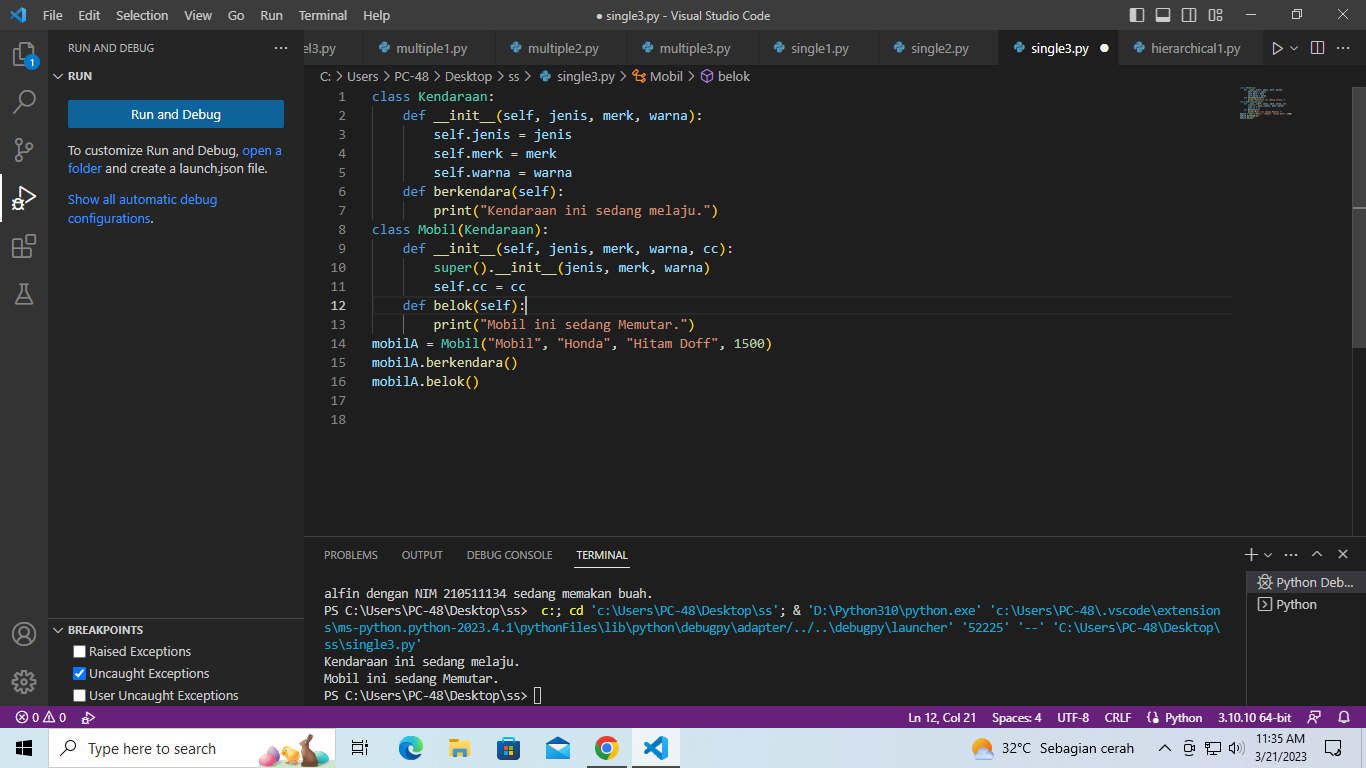 File Edit Selection View Go Run Terminal Help
● single3.py - Visual Studio Code
RUN AND DEBUG ···
el3.py multiple1.py multiple2.py multiple3.py single1.py single2.py single3.py ● hierarchical1.py
1
RUN
C: > Users > PC-48 > Desktop > ss > single3.py > Mobil > belok
Run and Debug
To customize Run and Debug, open a
folder and create a launch.json file.
Show all automatic debug
configurations.
1 class Kendaraan:
2     def __init__(self, jenis, merk, warna):
3         self.jenis = jenis
4         self.merk = merk
5         self.warna = warna
6     def berkendara(self):
7         print("Kendaraan ini sedang melaju.")
8 class Mobil(Kendaraan):
9     def __init__(self, jenis, merk, warna, cc):
10         super().__init__(jenis, merk, warna)
11         self.cc = cc
12     def belok(self):
13         print("Mobil ini sedang Memutar.")
14 mobilA = Mobil("Mobil", "Honda", "Hitam Doff", 1500)
15 mobilA.berkendara()
16 mobilA.belok()
17
18
PROBLEMS OUTPUT DEBUG CONSOLE TERMINAL
alfin dengan NIM 210511134 sedang memakan buah.
PS C:\Users\PC-48\Desktop\ss>  c:; cd 'c:\Users\PC-48\Desktop\ss'; & 'D:\Python310\python.exe' 'c:\Users\PC-48\.vscode\extension
s\ms-python.python-2023.4.1\pythonFiles\lib\python\debugpy\adapter/../..\debugpy\launcher' '52225' '--' 'C:\Users\PC-48\Desktop\
ss\single3.py'
Kendaraan ini sedang melaju.
Mobil ini sedang Memutar.
PS C:\Users\PC-48\Desktop\ss>
Python Deb...
Python
BREAKPOINTS
Raised Exceptions
Uncaught Exceptions
User Uncaught Exceptions
0 0 Ln 12, Col 21 Spaces: 4 UTF-8 CRLF Python 3.10.10 64-bit
Type here to search 32°C Sebagian cerah 11:35 AM
3/21/2023